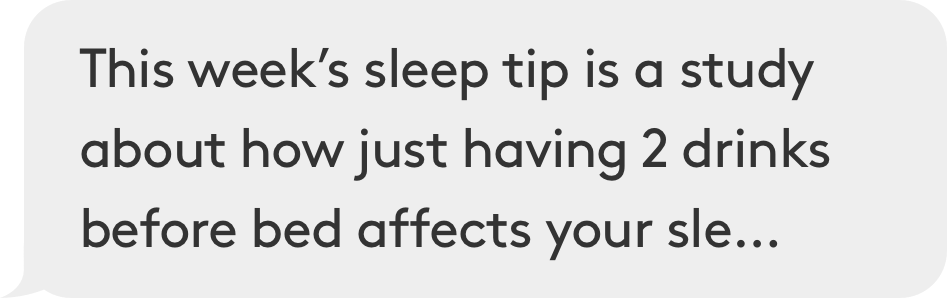 This week’s sleep tip is a study
about how just having 2 drinks
before bed affects your sle...